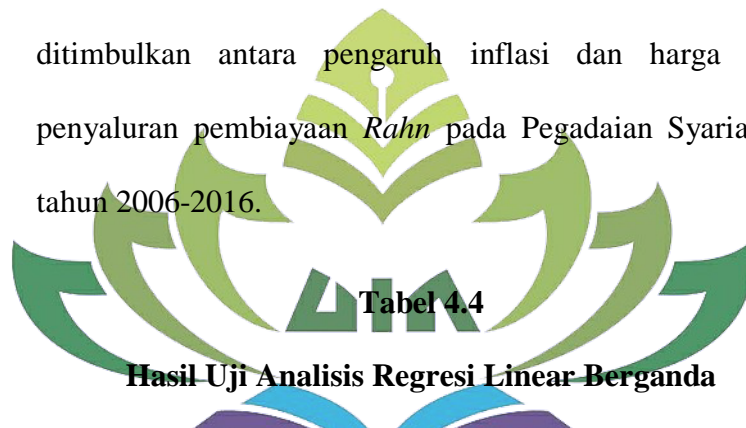 ditimbulkan antara pengaruh inflasi dan harga
penyaluran pembiayaan Rahn pada Pegadaian Syaria
tahun 2006-2016.
UIN
Tabel 4.4
Hasil Uji Analisis Regresi Linear Berganda